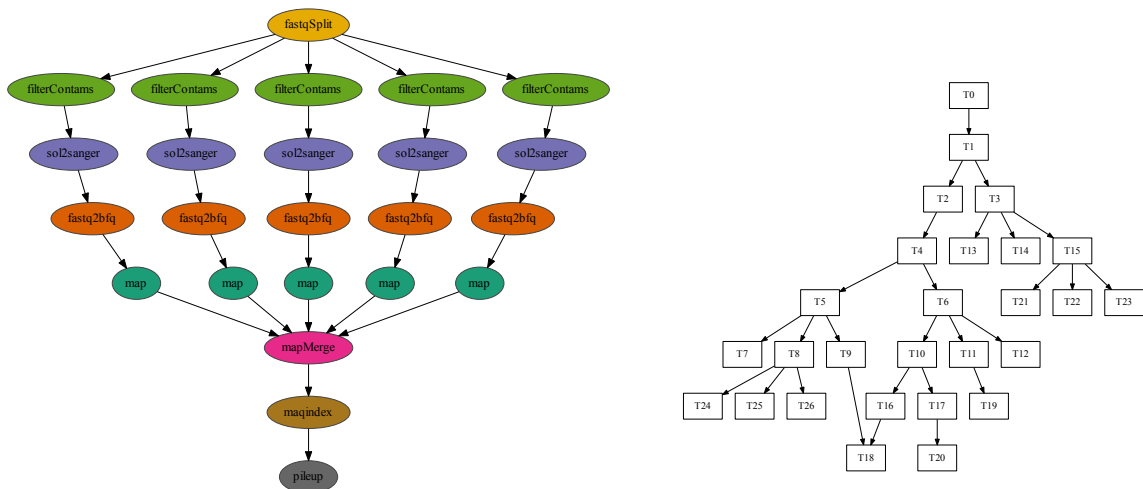 fastqSplit
filterContams filterContams filterContams filterContams filterContams
sol2sanger sol2sanger sol2sanger sol2sanger sol2sanger
fastq2bfq fastq2bfq fastq2bfq fastq2bfq fastq2bfq
map map map map map
mapMerge
maqindex
pileup
T0
T1
T2 T3
T4 T13 T14 T15
T5 T6 T21 T22 T23
T7 T8 T9 T10 T11 T12
T24 T25 T26 T16 T17 T19
T18 T20